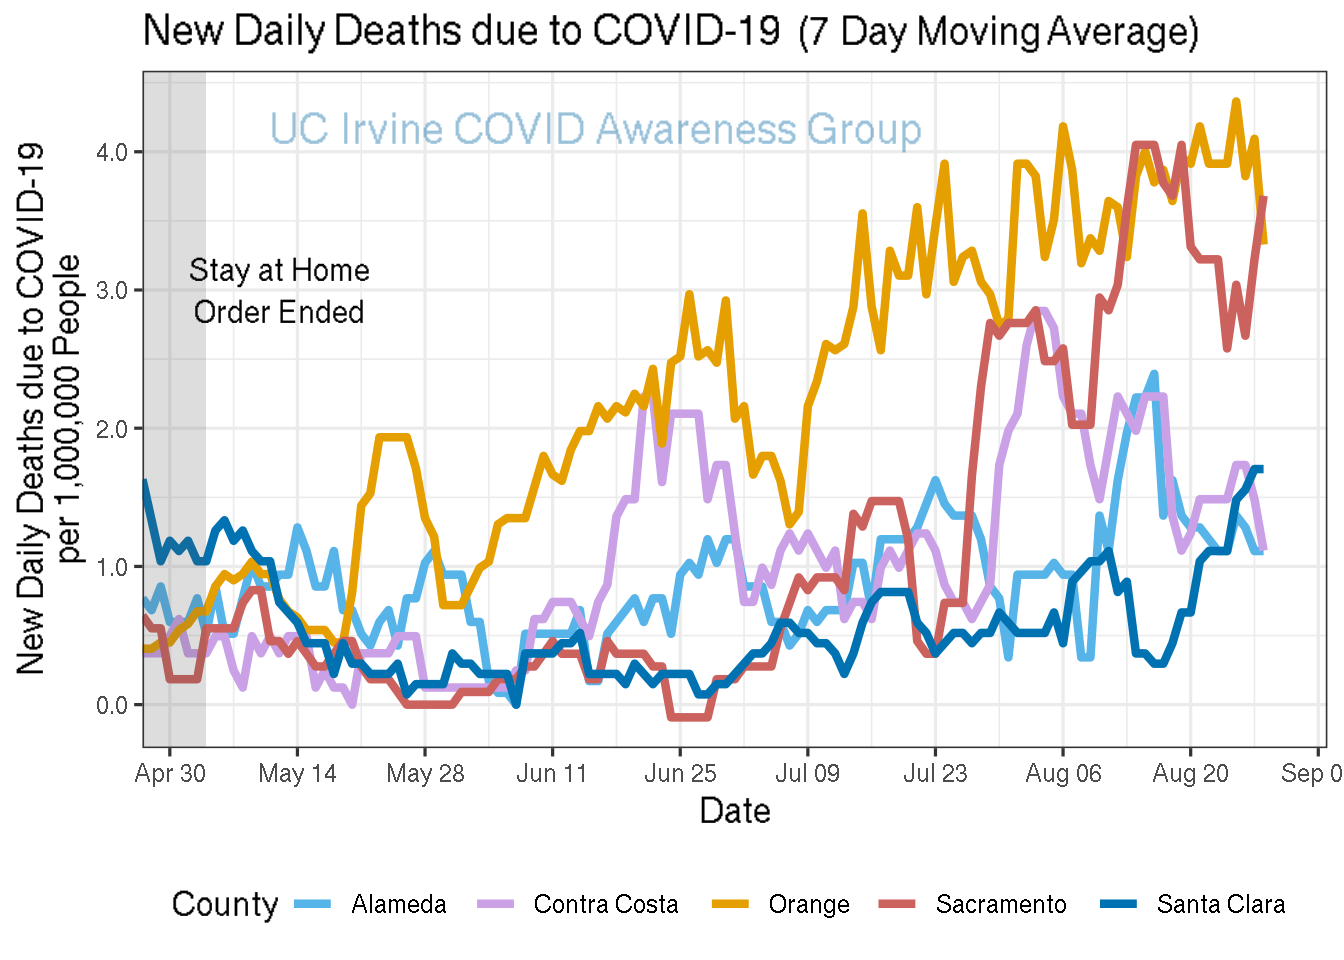 New Daily Deaths due to COVID-19 (7 Day Moving Average)
UC Irvine COVID Awareness Group
New Daily Deaths due to COVID-19
per 1,000,000 People
4.0
3.0
2.0
1.0
0.0
Stay at Home
Order Ended
Apr 30 May 14 May 28 Jun 11 Jun 25 Jul 09 Jul 23 Aug 06 Aug 20 Sep 0
Date
County Alameda Contra Costa Orange Sacramento Santa Clara